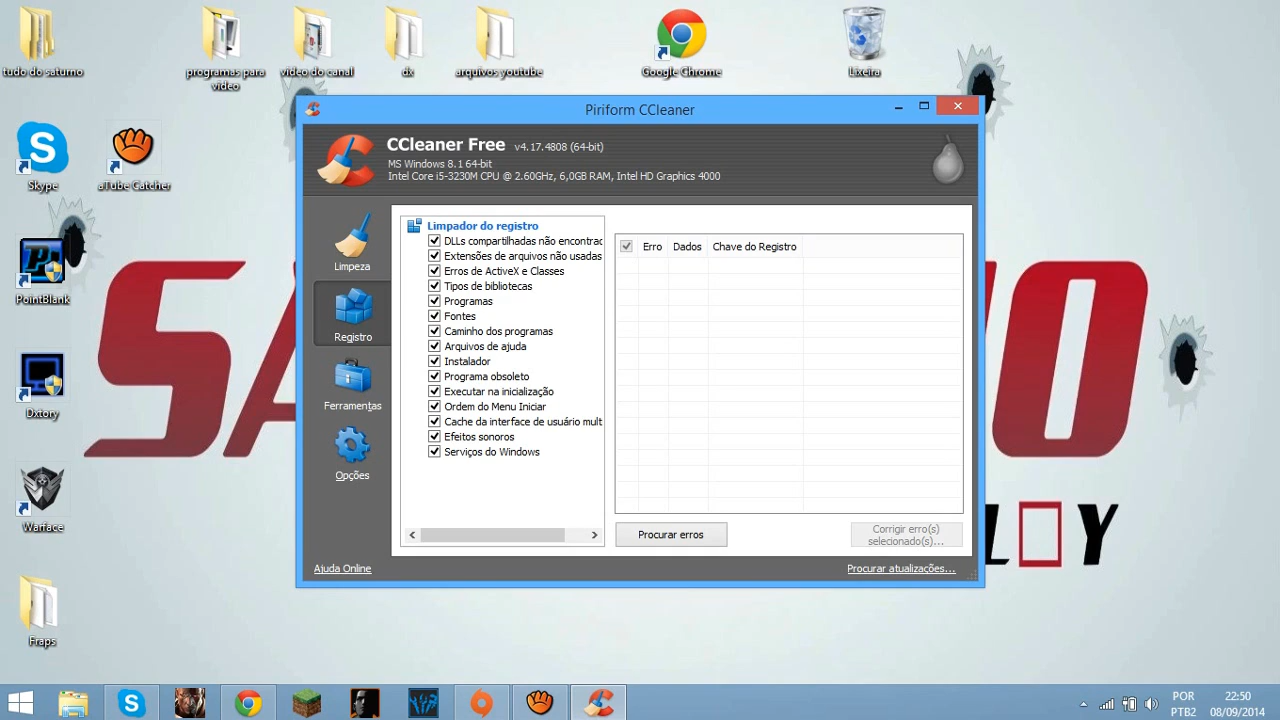 tudo do saturno
programas para
video
video do canal
dx
arquivos youtube
Google Chrome
Lixeira
Skype
aTube Catcher
PointBlank
Dxtory
Warface
Fraps
Piriform CCleaner
CCleaner Free v4.17.4808 (64-bit)
MS Windows 8.1 64-bit
Intel Core i5-3230M CPU @ 2.60GHz, 6,0GB RAM, Intel HD Graphics 4000
Limpeza
Registro
Ferramentas
Opções
Limpador do registro
DLLs compartilhadas não encontrad
Extensões de arquivos não usadas
Erros de ActiveX e Classes
Tipos de bibliotecas
Programas
Fontes
Caminho dos programas
Arquivos de ajuda
Instalador
Programa obsoleto
Executar na inicialização
Ordem do Menu Iniciar
Cache da interface de usuário mult
Efeitos sonoros
Serviços do Windows
Erro Dados Chave do Registro
Procurar erros
Corrigir erro(s)
selecionado(s)...
Ajuda Online
Procurar atualizações...
SA
O
L Y
POR
PTB2
22:50
08/09/2014